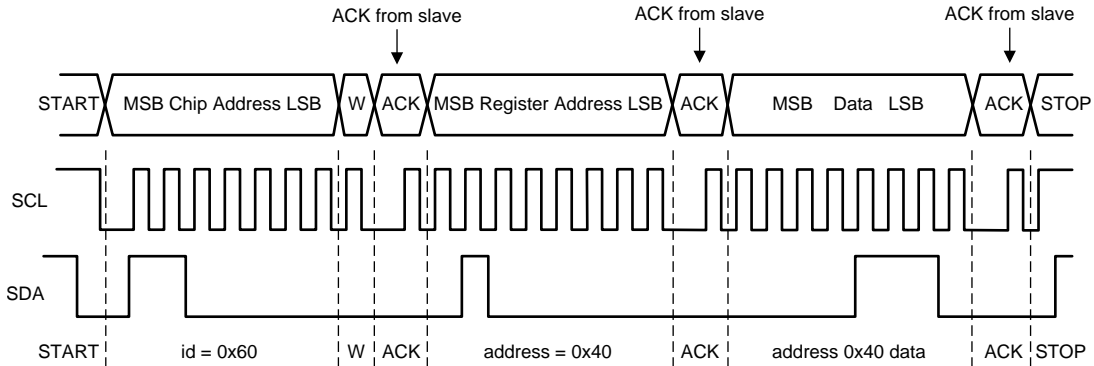 ACK from slave ACK from slave ACK from slave
START MSB Chip Address LSB W ACK MSB Register Address LSB ACK MSB Data LSB ACK STOP
SCL
SDA
START id = 0x60 W ACK address = 0x40 ACK address 0x40 data ACK STOP